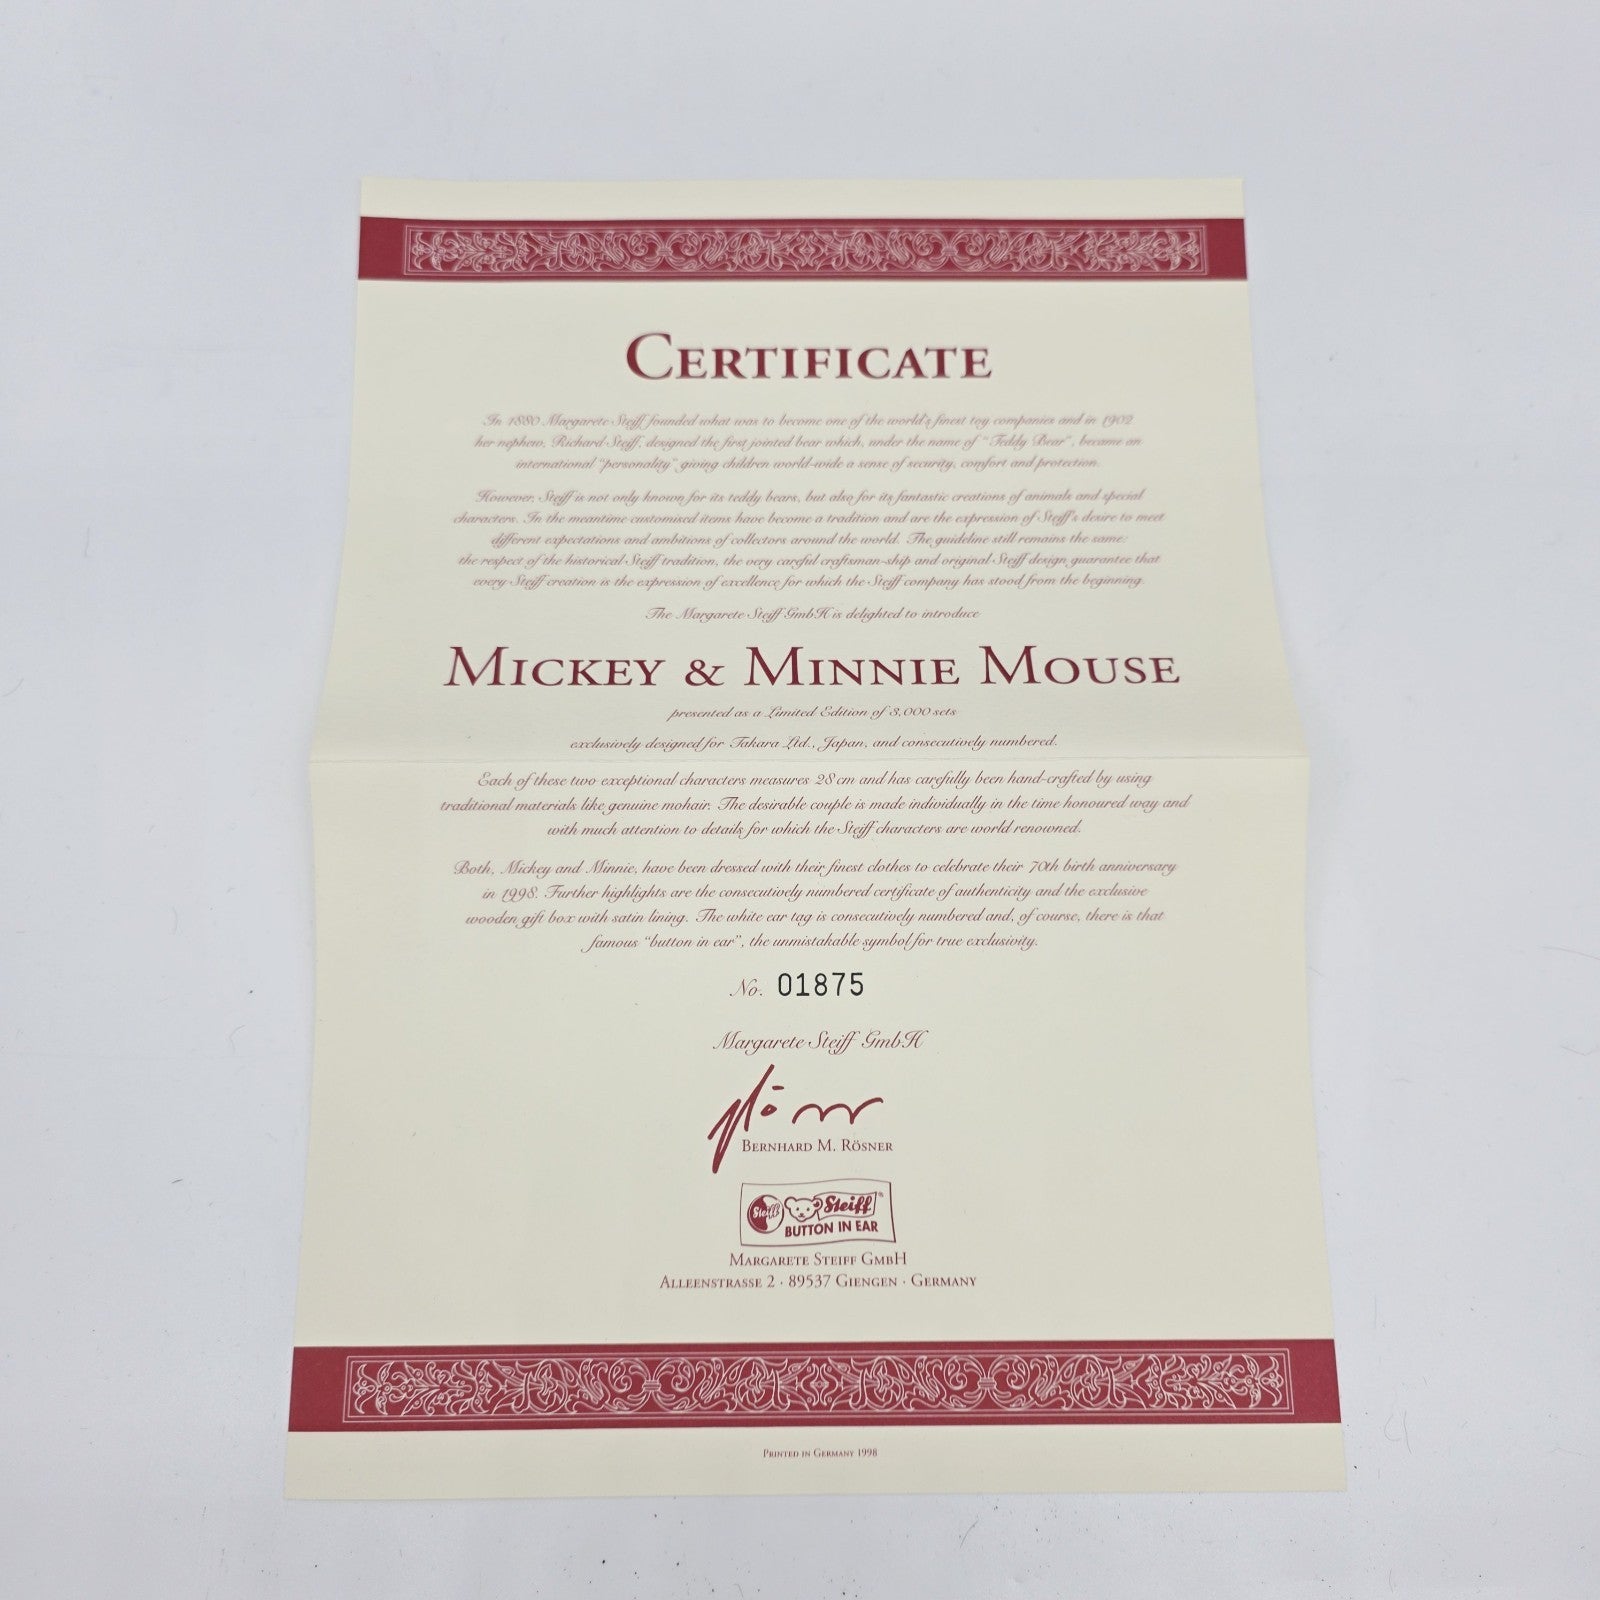 CERTIFICATE
In 1880 Margarete Steiff founded what was to become one of the world's finest toy companies and in 1902
her nephew, Richard Steiff, designed the first jointed bear which, under the name of "Teddy Bear", became an
international "personality" giving children world-wide a sense of security, comfort and protection.
However, Steiff is not only known for its teddy bears, but also for its fantastic creations of animals and special
characters. In the meantime customised items have become a tradition and are the expression of Steiff's desire to meet
different expectations and ambitions of collectors around the world. The guideline still remains the same:
the respect of the historical Steiff tradition, the very careful craftsman-ship and original Steiff design guarantee that
every Steiff creation is the expression of excellence for which the Steiff company has stood from the beginning.
The Margarete Steiff GmbH is delighted to introduce
MICKEY & MINNIE MOUSE
presented as a Limited Edition of 3,000 sets
exclusively designed for Takara Ltd., Japan, and consecutively numbered.
Each of these two exceptional characters measures 28 cm and has carefully been hand-crafted by using
traditional materials like genuine mohair. The desirable couple is made individually in the time honoured way and
with much attention to details for which the Steiff characters are world renowned.
Both, Mickey and Minnie, have been dressed with their finest clothes to celebrate their 70th birth anniversary
in 1998. Further highlights are the consecutively numbered certificate of authenticity and the exclusive
wooden gift box with satin lining. The white ear tag is consecutively numbered and, of course, there is that
famous "button in ear", the unmistakable symbol for true exclusivity.
No. 01875
Margarete Steiff GmbH
BERNHARD M. RÖSNER
Steiff Steiff®
BUTTON IN EAR
MARGARETE STEIFF GMBH
ALLEENSTRASSE 2 · 89537 GIENGEN · GERMANY
PRINTED IN GERMANY 1998